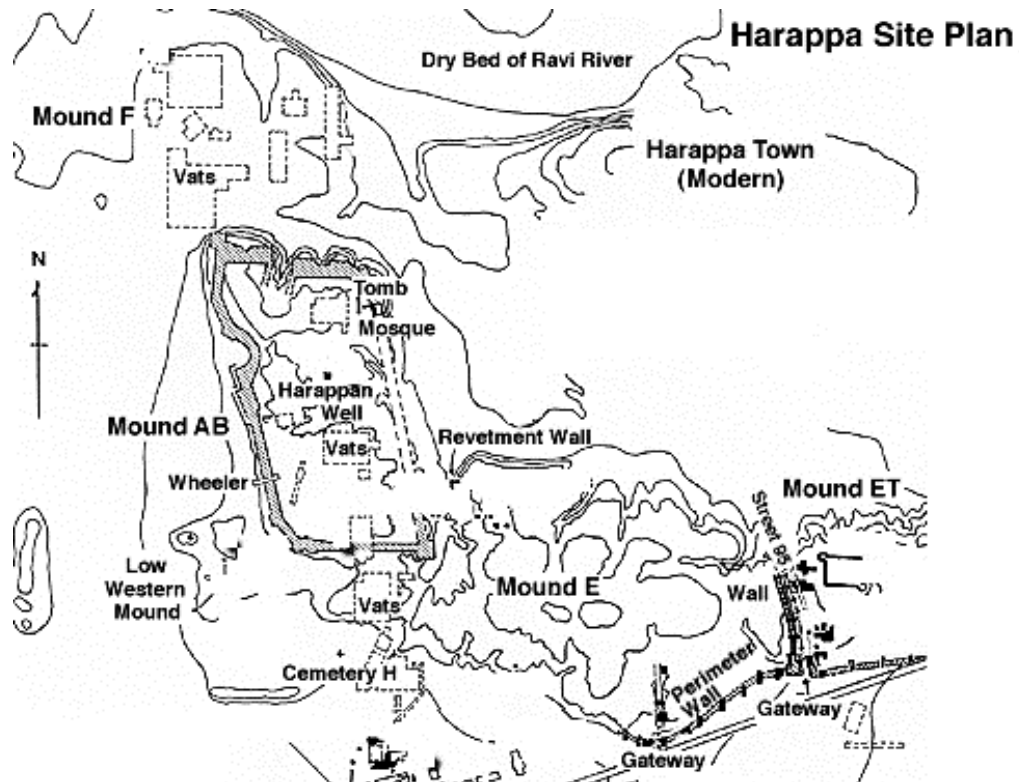 Harappa Site Plan
Dry Bed of Ravi River
Mound F
Harappa Town
(Modern)
Vats
N
Tomb
Mosque
Harappan
Well
Mound AB
Revetment Wall
Vats
Wheeler
Mound ET
Street 95
Low
Western
Mound
Mound E
Wall
Vats
Cemetery H
Perimeter
Wall
Gateway
Gateway